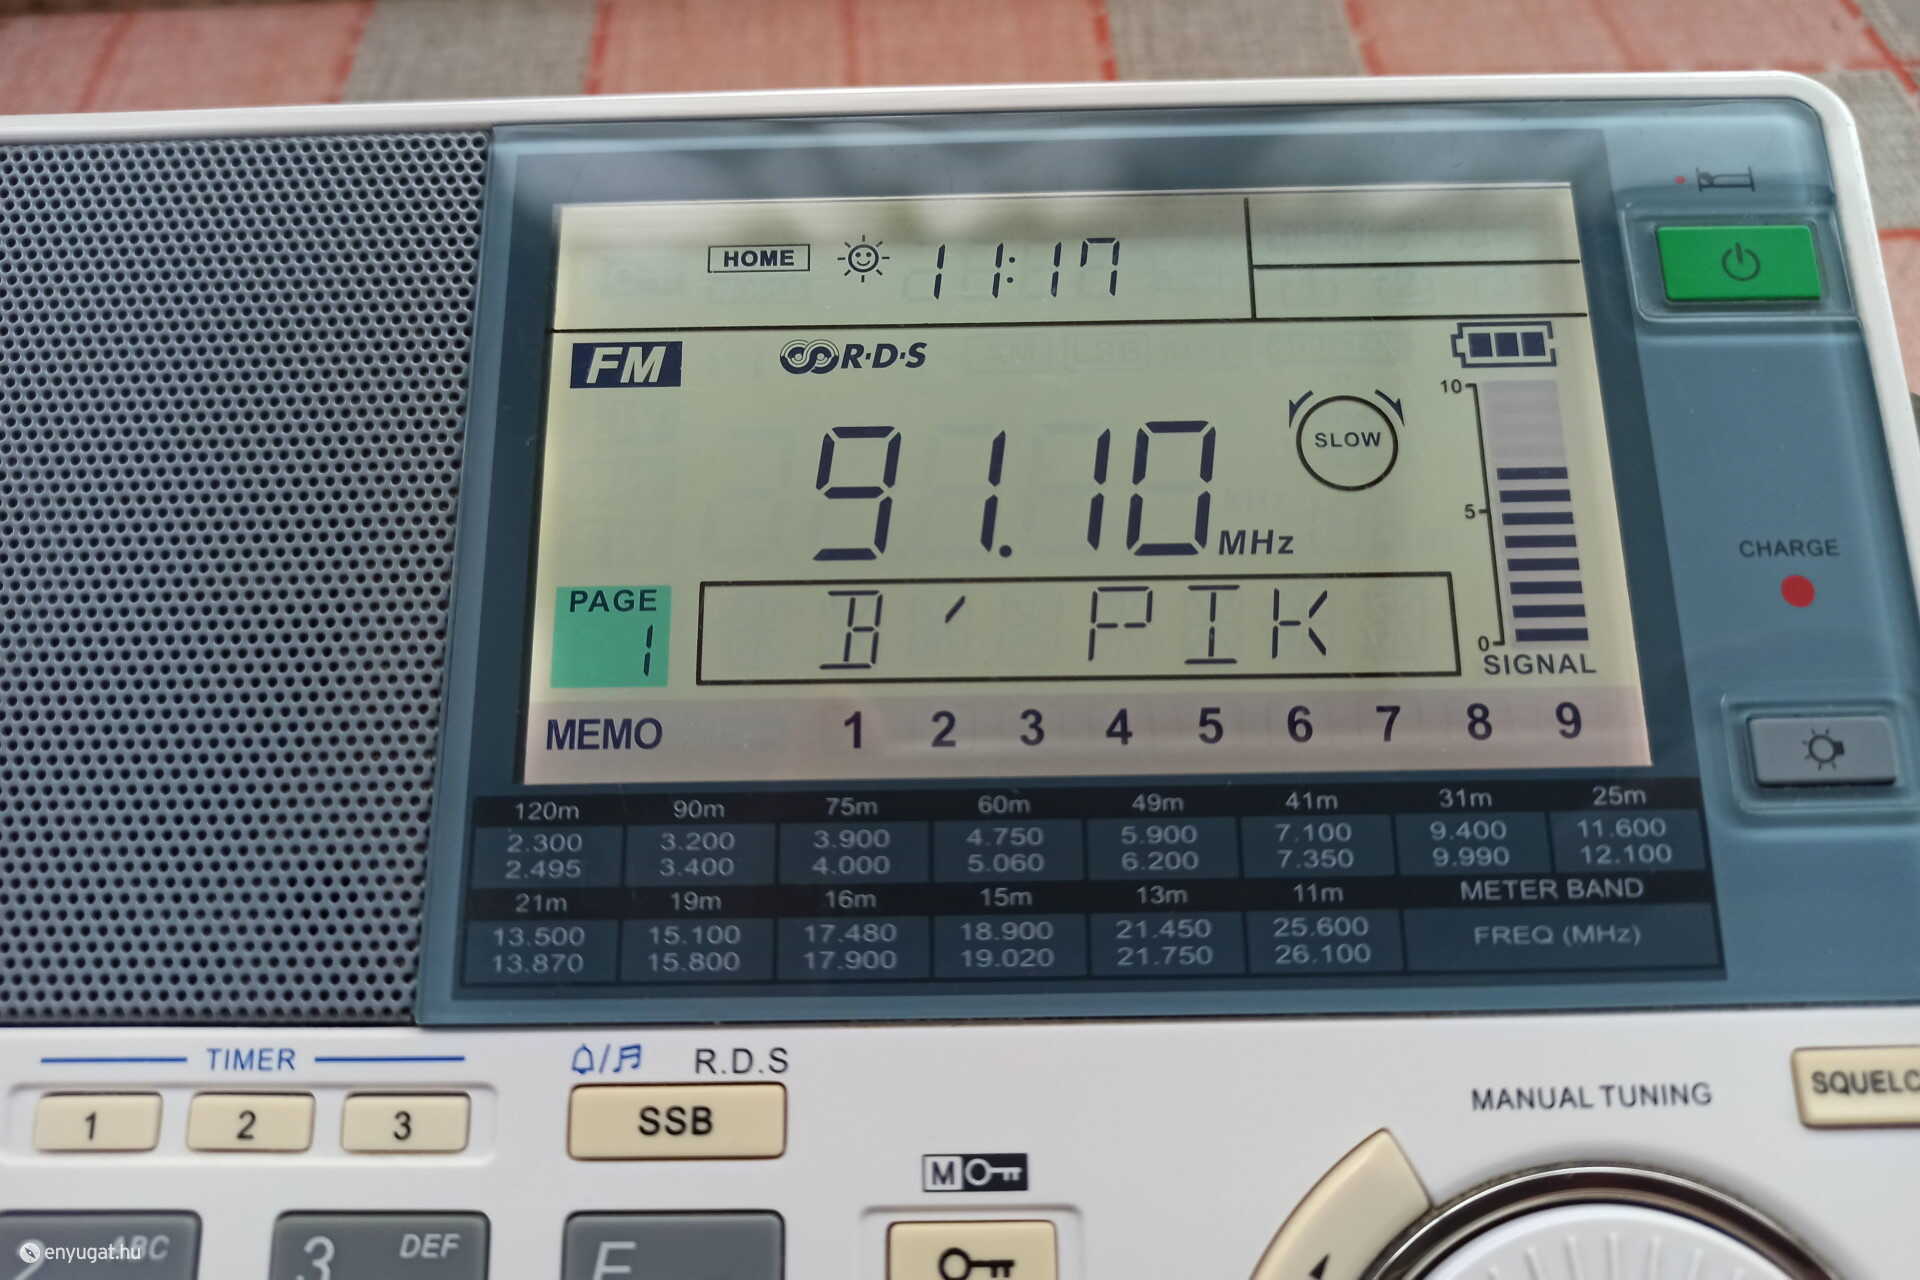 HOME 11:17
FM R·D·S
10
SLOW
91.10 MHz
5
CHARGE
PAGE
1
B' PIK
0
SIGNAL
MEMO 1 2 3 4 5 6 7 8 9
120m 90m 75m 60m 49m 41m 31m 25m
2.300 3.200 3.900 4.750 5.900 7.100 9.400 11.600
2.495 3.400 4.000 5.060 6.200 7.350 9.990 12.100
21m 19m 16m 15m 13m 11m METER BAND
13.500 15.100 17.480 18.900 21.450 25.600 FREQ (MHz)
13.870 15.800 17.900 19.020 21.750 26.100
TIMER R.D.S
1 2 3 SSB
MANUAL TUNING
SQUELC
M
2 ABC 3 DEF
enyugat.hu